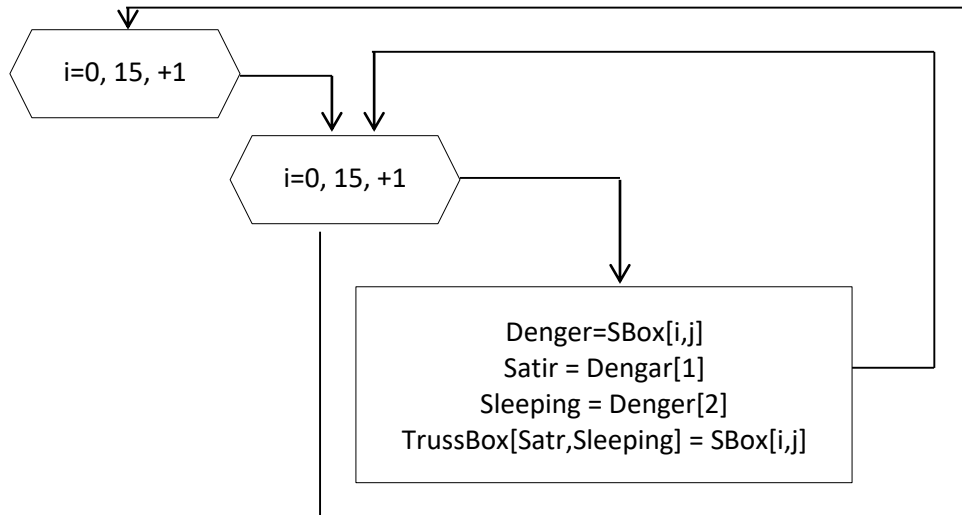 i=0, 15, +1
i=0, 15, +1
Denger=SBox[i,j]
Satir = Dengar[1]
Sleeping = Denger[2]
TrussBox[Satr,Sleeping] = SBox[i,j]